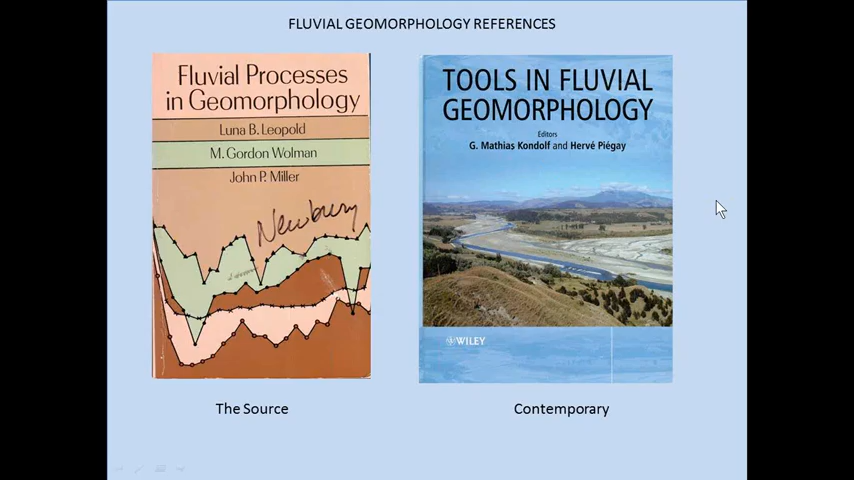 FLUVIAL GEOMORPHOLOGY REFERENCES
Fluvial Processes
in Geomorphology
Luna B. Leopold
M. Gordon Wolman
John P. Miller
Newbury
TOOLS IN FLUVIAL
GEOMORPHOLOGY
Editors
G. Mathias Kondolf and Hervé Piégay
WILEY
The Source
Contemporary